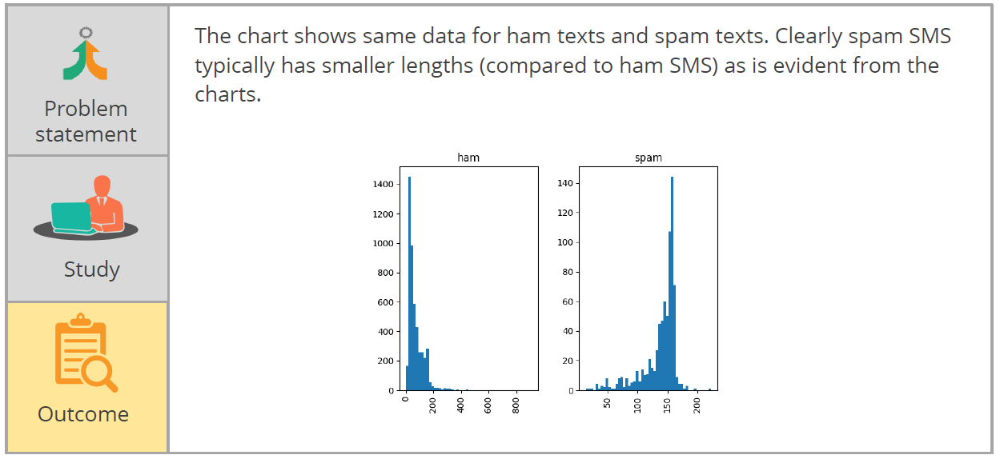 Problem
statement
Study
Outcome
The chart shows same data for ham texts and spam texts. Clearly spam SMS
typically has smaller lengths (compared to ham SMS) as is evident from the
charts.
ham
1400
1200
1000
800
600
400
200
0
0
200
400
600
800
spam
140
120
100
80
60
40
20
0
50
100
150
200